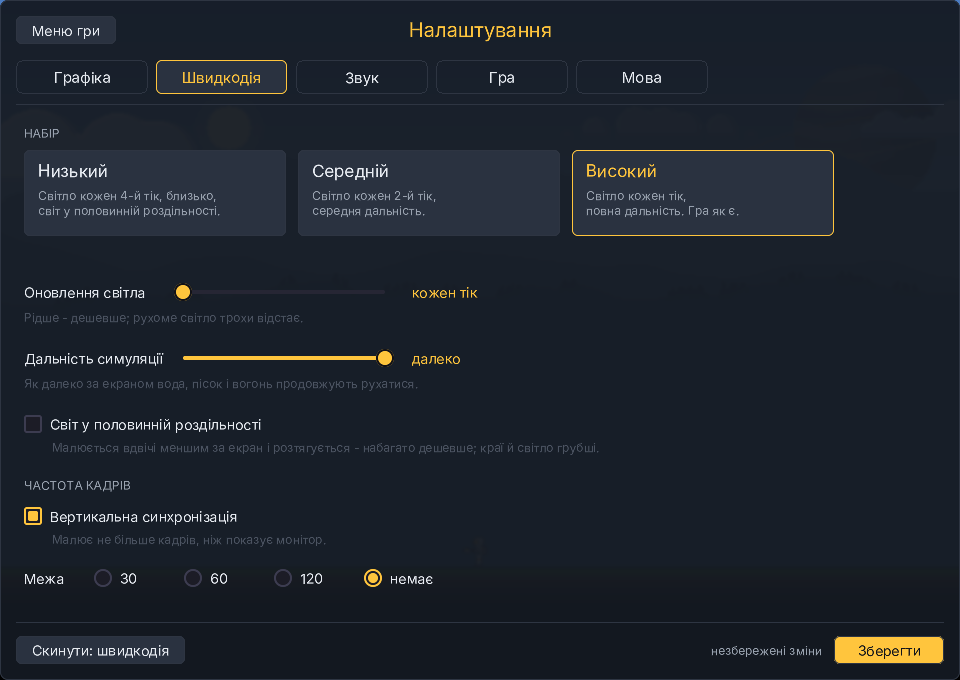 Меню гри
Налаштування
Графіка
Швидкодія
Звук
Гра
Мова
НАБІР
Низький
Світло кожен 4-й тік, близько,
світ у половинній роздільності.
Середній
Світло кожен 2-й тік,
середня дальність.
Високий
Світло кожен тік,
повна дальність. Гра як є.
Оновлення світла
кожен тік
Рідше - дешевше; рухоме світло трохи відстає.
Дальність симуляції
далеко
Як далеко за екраном вода, пісок і вогонь продовжують рухатися.
Світ у половинній роздільності
Малюється вдвічі меншим за екран і розтягується - набагато дешевше; краї й світло грубші.
ЧАСТОТА КАДРІВ
Вертикальна синхронізація
Малює не більше кадрів, ніж показує монітор.
Межа
30
60
120
немає
Скинути: швидкодія
незбережені зміни
Зберегти